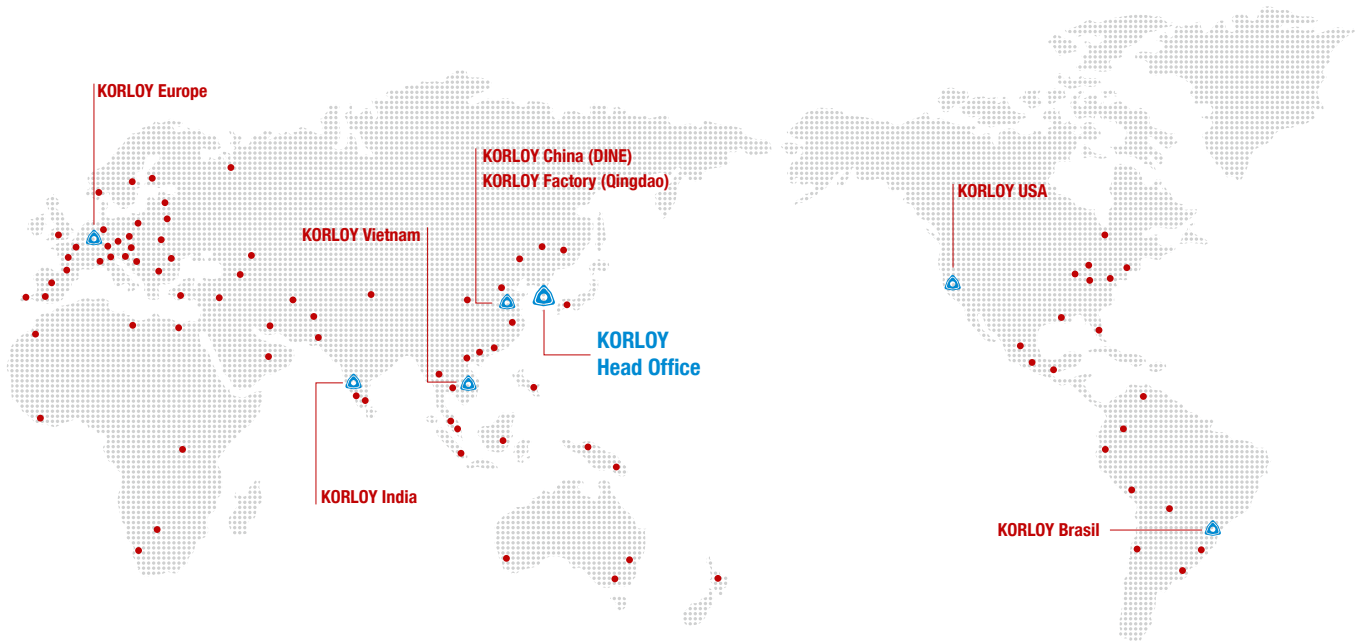 KORLOY Europe
KORLOY China (DINE)
KORLOY Factory (Qingdao)
KORLOY USA
KORLOY Vietnam
KORLOY
Head Office
KORLOY India
KORLOY Brasil